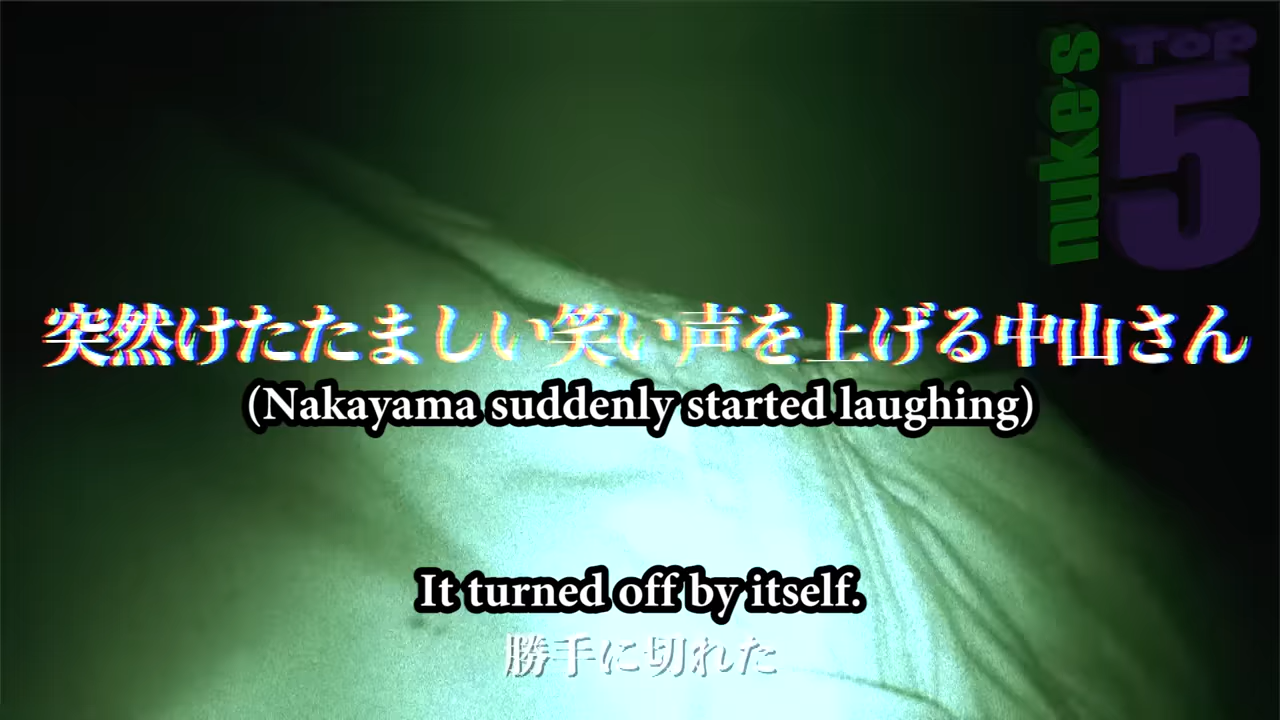 nuke's
Top
5
突然けたたましい笑い声を上げる中山さん
(Nakayama suddenly started laughing)
It turned off by itself.
勝手に切れた